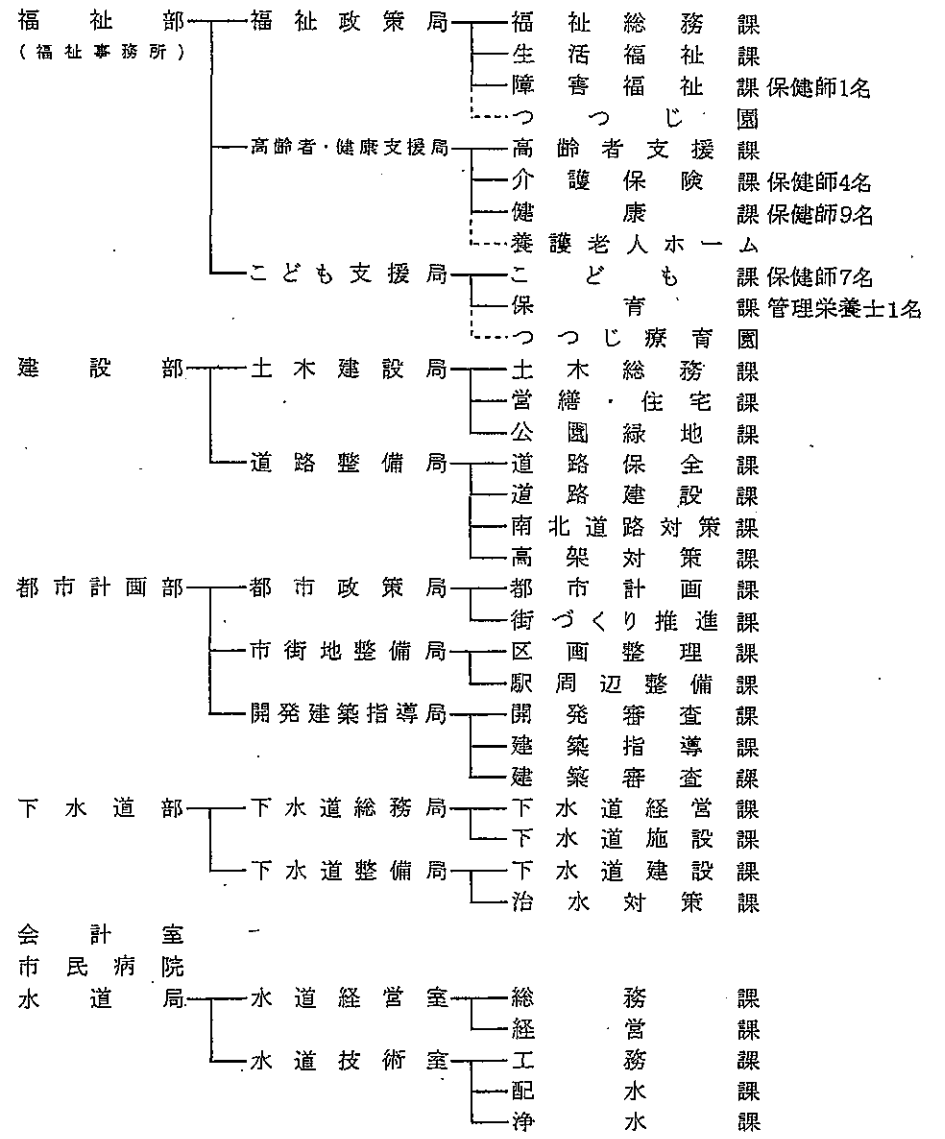 福祉部 福祉政策局 福祉総務課
(福祉事務所) 生活福祉課
障害福祉課 保健師1名
つつじ園
高齢者・健康支援局 高齢者支援課
介護保険課 保健師4名
健康課 保健師9名
養護老人ホーム
こども支援局 こども課 保健師7名
保育課 管理栄養士1名
つつじ療育園
建設部 土木建設局 土木総務課
営繕・住宅課
公園緑地課
道路整備局 道路保全課
道路建設課
南北道路対策課
高架対策課
都市計画部 都市政策局 都市計画課
街づくり推進課
市街地整備局 区画整理課
駅周辺整備課
開発建築指導局 開発審査課
建築指導課
建築審査課
下水道部 下水道総務局 下水道経営課
下水道施設課
下水道整備局 下水道建設課
治水対策課
会計室
市民病院
水道局 水道経営室 総務課
経営課
水道技術室 工務課
配水課
浄水課